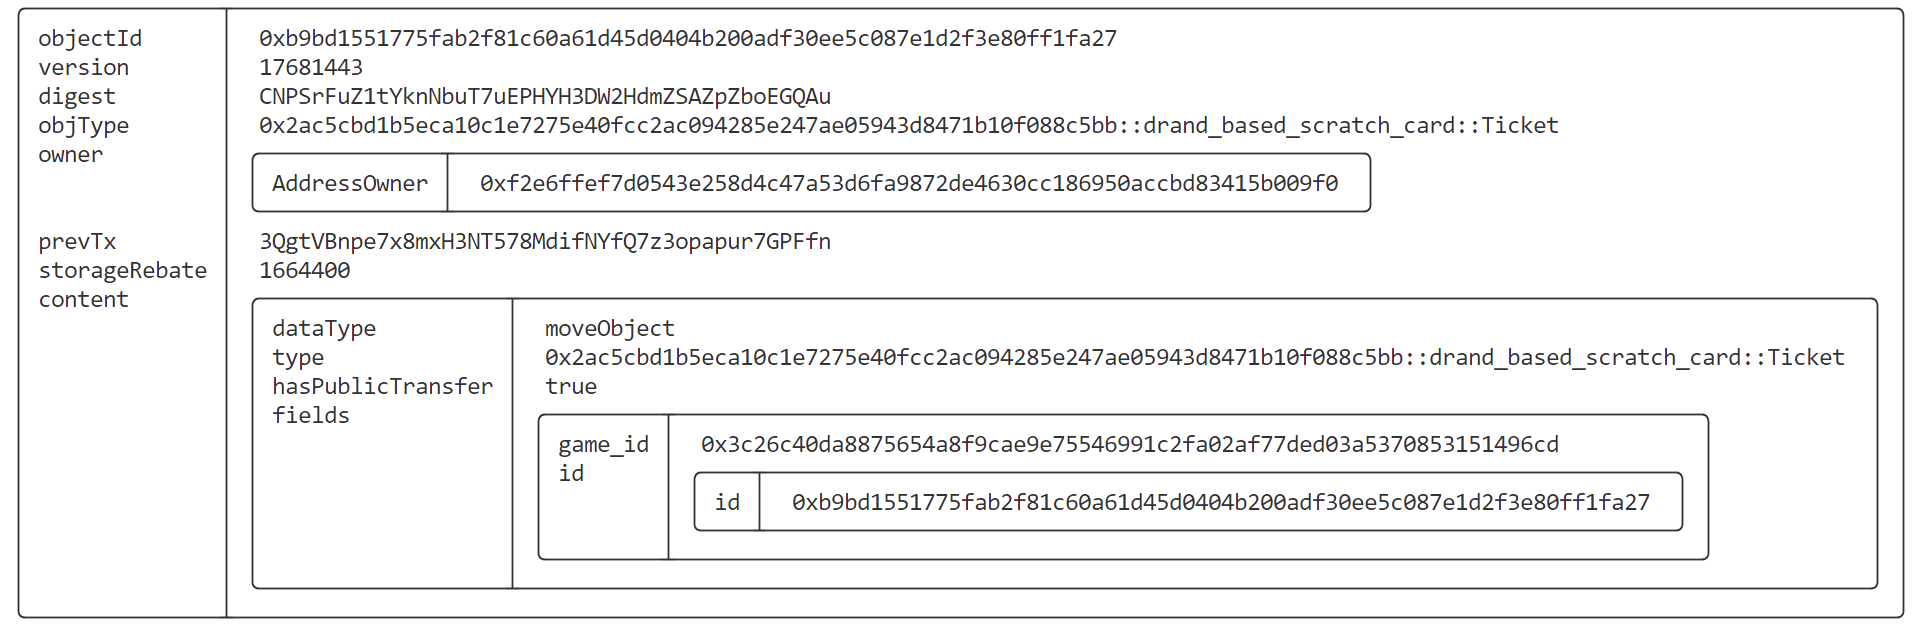 objectId 0xb9bd1551775fab2f81c60a61d45d0404b200adf30ee5c087e1d2f3e80ff1fa27
version 17681443
digest CNPSrFuZ1tYknNbuT7uEPHYH3DW2HdmZSAZpZboEGQAu
objType 0x2ac5cbd1b5eca10c1e7275e40fcc2ac094285e247ae05943d8471b10f088c5bb::drand_based_scratch_card::Ticket
owner
AddressOwner 0xf2e6ffef7d0543e258d4c47a53d6fa9872de4630cc186950accbd83415b009f0
prevTx 3QgtVBnpe7x8mxH3NT578MdifNYfQ7z3opapur7GPFfn
storageRebate 1664400
content
dataType moveObject
type 0x2ac5cbd1b5eca10c1e7275e40fcc2ac094285e247ae05943d8471b10f088c5bb::drand_based_scratch_card::Ticket
hasPublicTransfer true
fields
game_id 0x3c26c40da8875654a8f9cae9e75546991c2fa02af77ded03a5370853151496cd
id
id 0xb9bd1551775fab2f81c60a61d45d0404b200adf30ee5c087e1d2f3e80ff1fa27